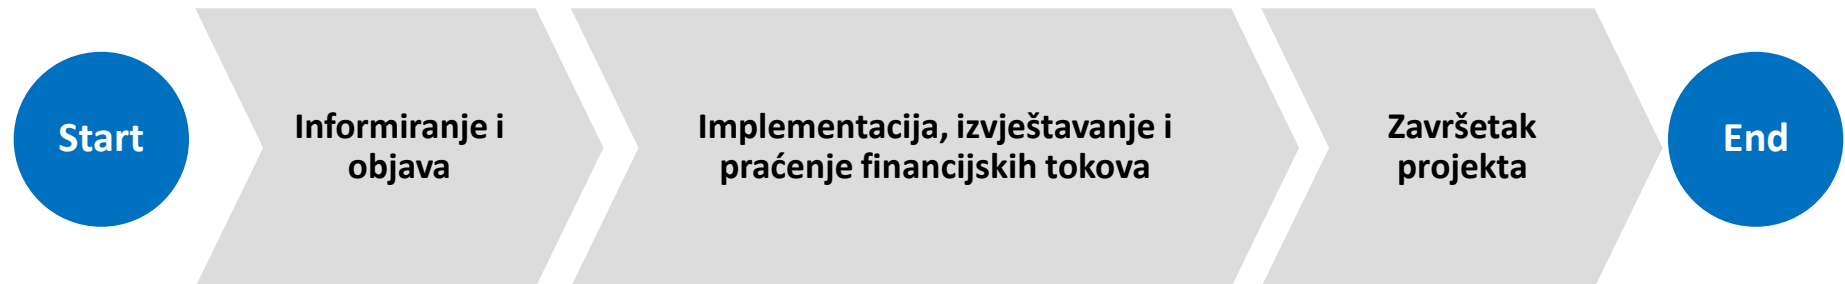 Start
Informiranje i
objava
Implementacija, izvještavanje i
praćenje financijskih tokova
Završetak
projekta
End